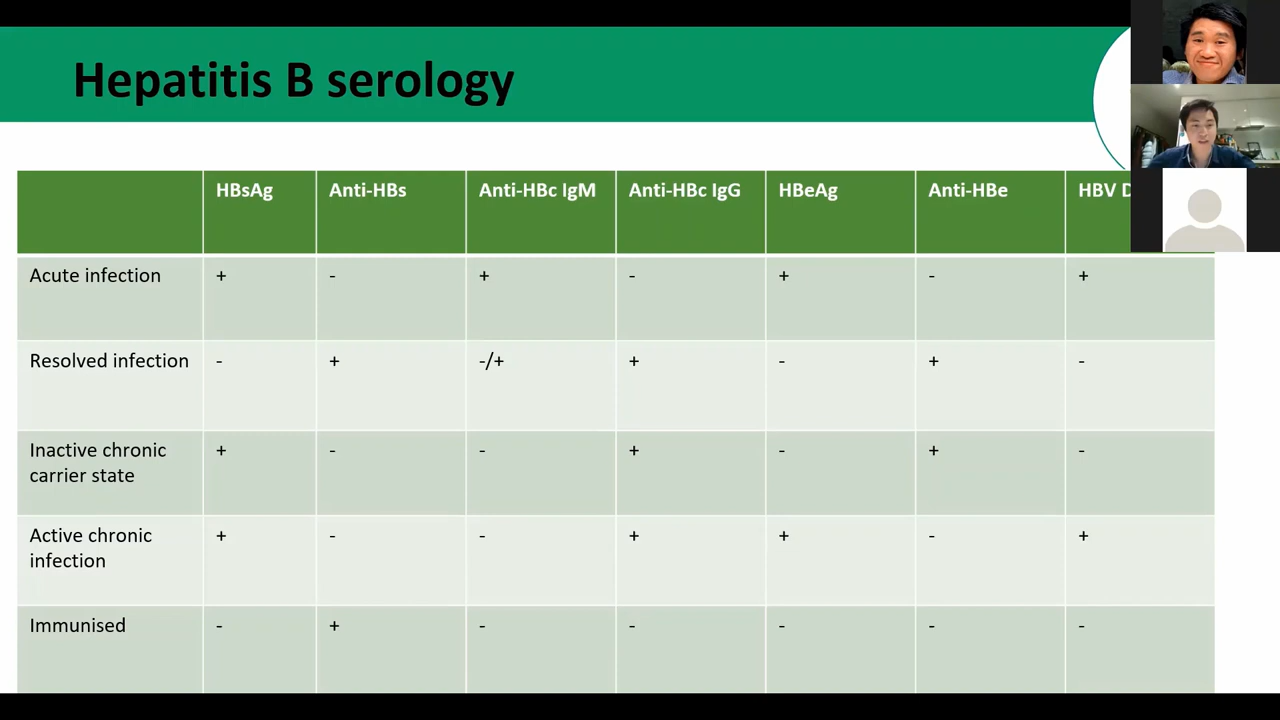 Hepatitis B serology
HBsAg Anti-HBs Anti-HBc IgM Anti-HBc IgG HBeAg Anti-HBe HBV
Acute infection + - + - + - +
Resolved infection - + -/+ + - + -
Inactive chronic
carrier state + - - + - + -
Active chronic
infection + - - + + - +
Immunised - + - - - - -